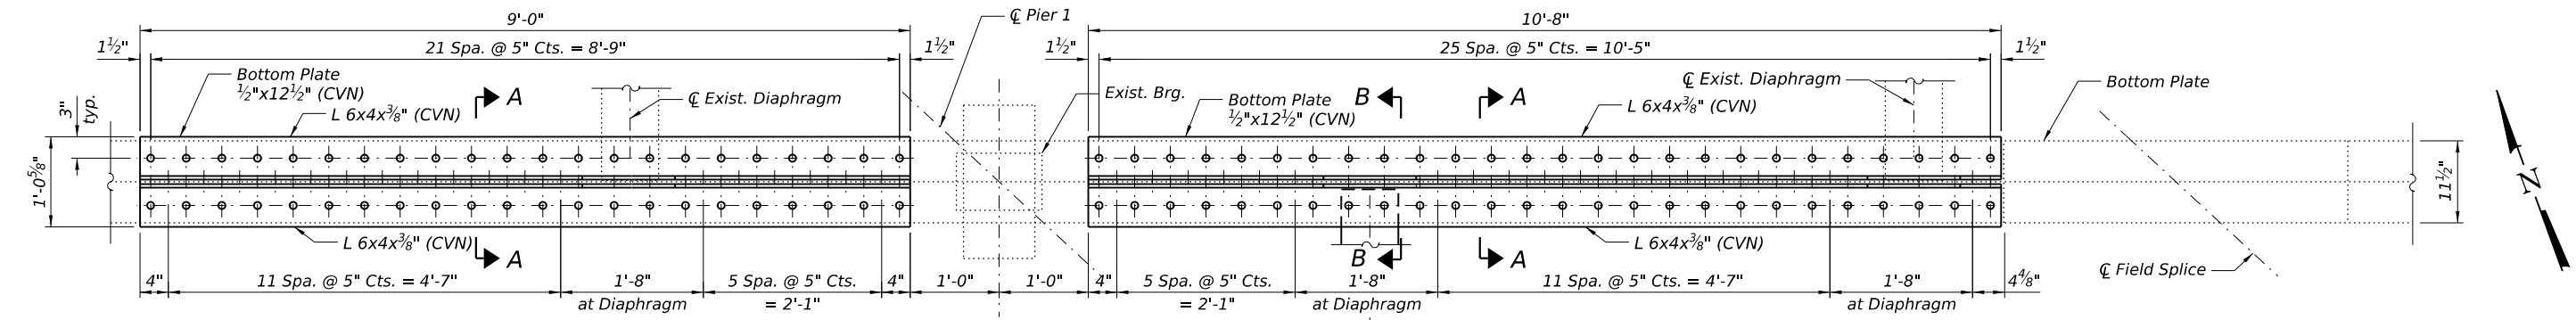 9'-0"
℄ Pier 1
10'-8"
1½"
21 Spa. @ 5" Cts. = 8'-9"
1½"
1½"
25 Spa. @ 5" Cts. = 10'-5"
1½"
Bottom Plate
½"x12½" (CVN)
L 6x4x⅜" (CVN)
A
℄ Exist. Diaphragm
Exist. Brg.
Bottom Plate
½"x12½" (CVN)
B
A
L 6x4x⅜" (CVN)
℄ Exist. Diaphragm
Bottom Plate
3"
typ.
1'-0⅝"
11½"
N
L 6x4x⅜" (CVN)
A
B
A
L 6x4x⅜" (CVN)
℄ Field Splice
4"
11 Spa. @ 5" Cts. = 4'-7"
1'-8"
at Diaphragm
5 Spa. @ 5" Cts.
= 2'-1"
4"
1'-0"
1'-0"
4"
5 Spa. @ 5" Cts.
= 2'-1"
1'-8"
at Diaphragm
11 Spa. @ 5" Cts. = 4'-7"
1'-8"
at Diaphragm
4⁴⁄₈"